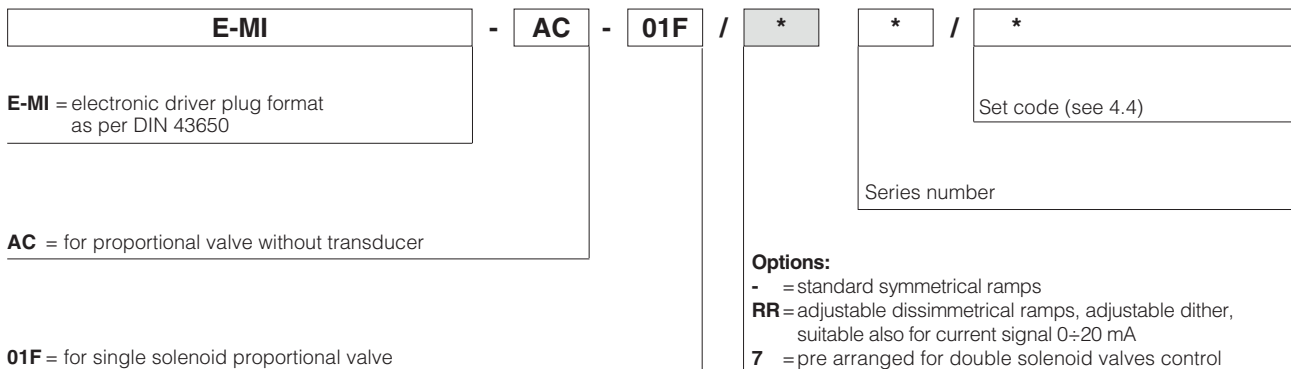 E-MI - AC - 01F / * * / *
E-MI = electronic driver plug format
as per DIN 43650
Set code (see 4.4)
Series number
AC = for proportional valve without transducer
Options:
- = standard symmetrical ramps
RR = adjustable dissimmetrical ramps, adjustable dither,
suitable also for current signal 0÷20 mA
01F = for single solenoid proportional valve
7 = pre arranged for double solenoid valves control